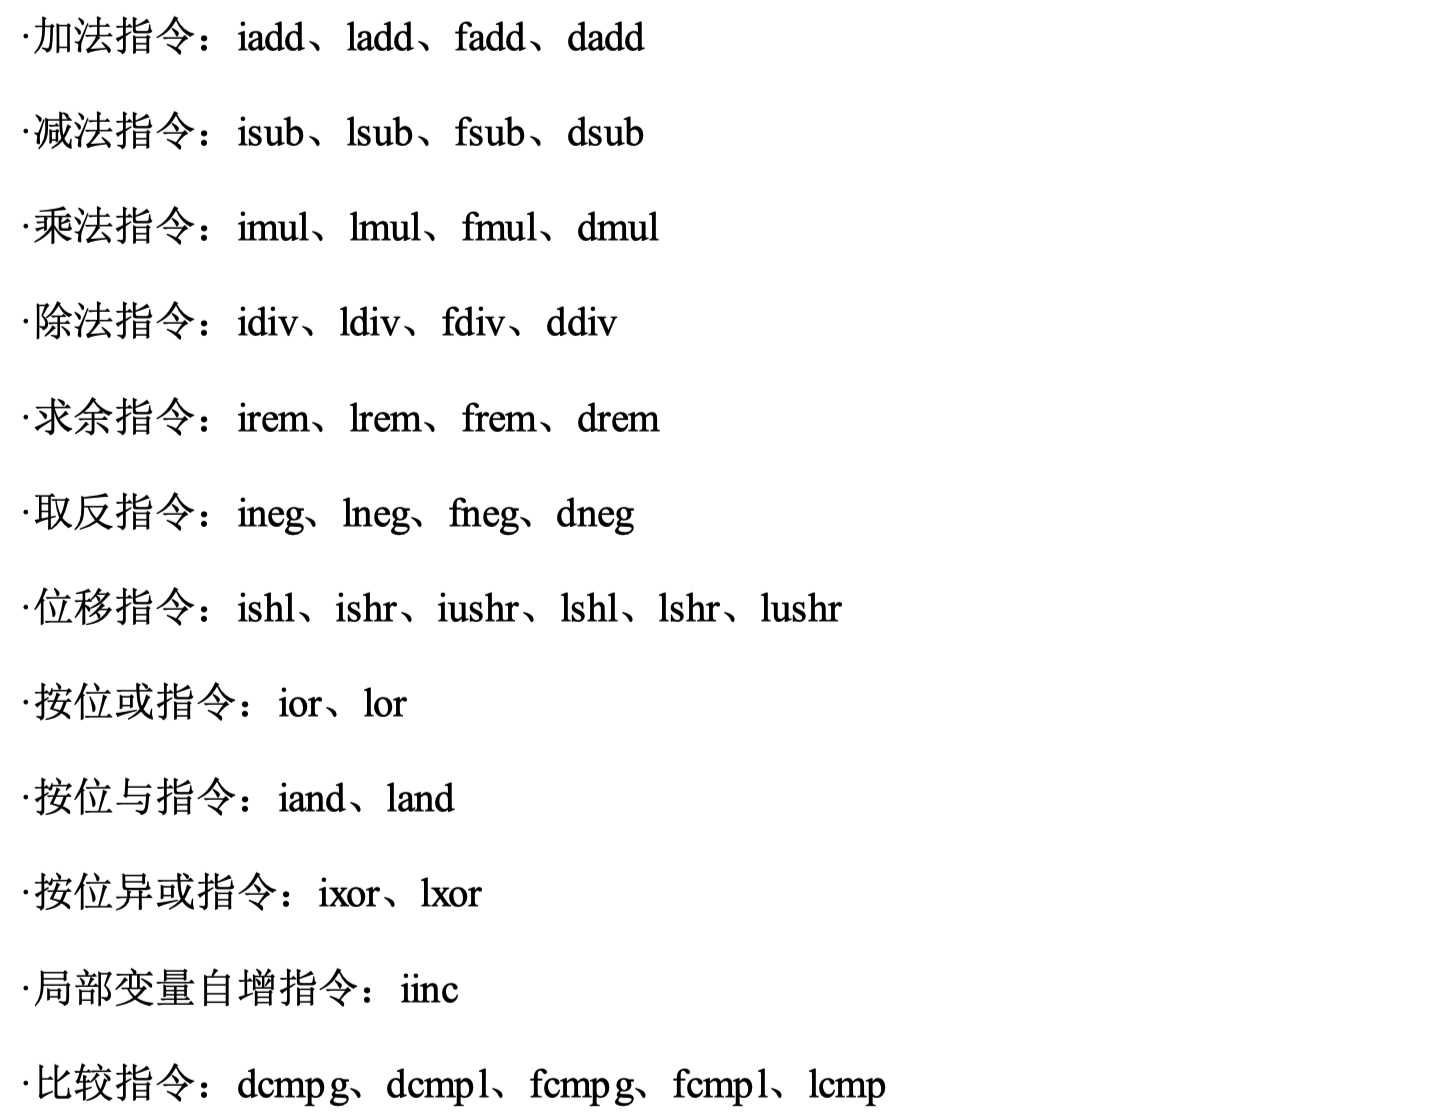 ·加法指令：iadd、ladd、fadd、dadd
·减法指令：isub、lsub、fsub、dsub
·乘法指令：imul、lmul、fmul、dmul
·除法指令：idiv、ldiv、fdiv、ddiv
·求余指令：irem、lrem、frem、drem
·取反指令：ineg、lneg、fneg、dneg
·位移指令：ishl、ishr、iushr、lshl、lshr、lushr
·按位或指令：ior、lor
·按位与指令：iand、land
·按位异或指令：ixor、lxor
·局部变量自增指令：iinc
·比较指令：dcmpg、dcmpl、fcmpg、fcmpl、lcmp